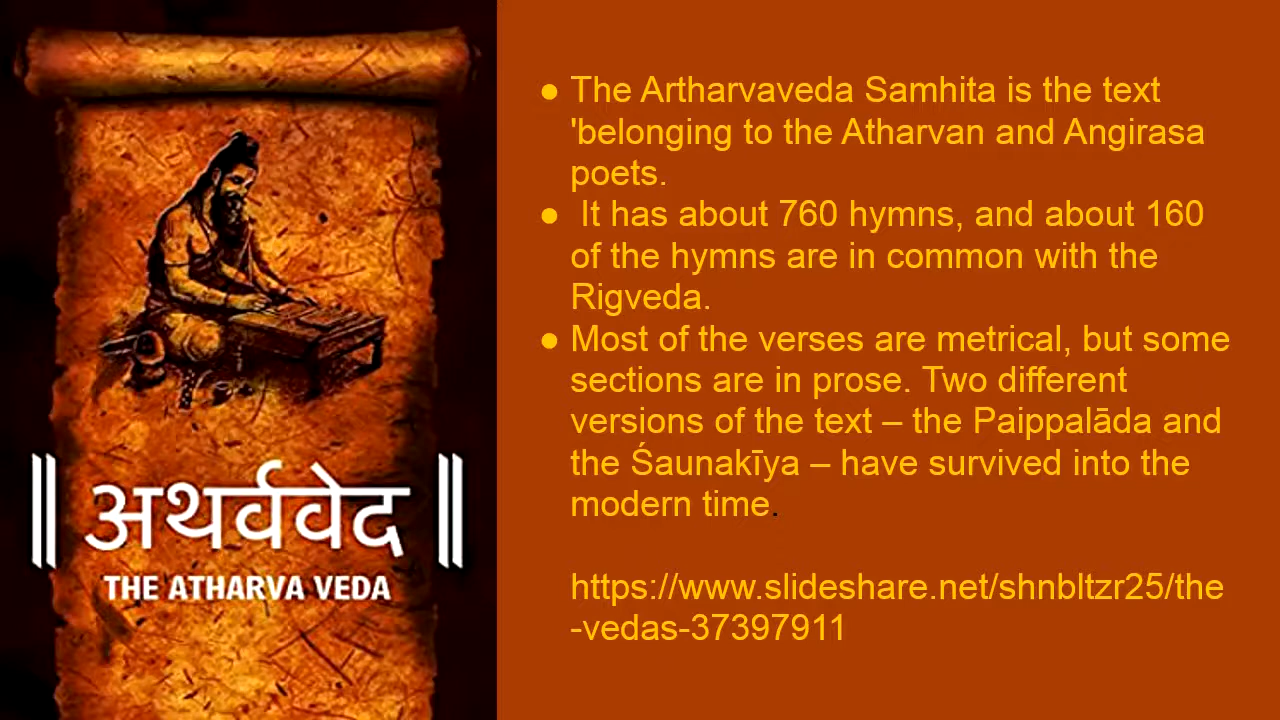 ॥ अथर्ववेद ॥
THE ATHARVA VEDA
● The Artharvaveda Samhita is the text
'belonging to the Atharvan and Angirasa
poets.
● It has about 760 hymns, and about 160
of the hymns are in common with the
Rigveda.
● Most of the verses are metrical, but some
sections are in prose. Two different
versions of the text – the Paippalāda and
the Śaunakīya – have survived into the
modern time.
https://www.slideshare.net/shnbltzr25/the
-vedas-37397911